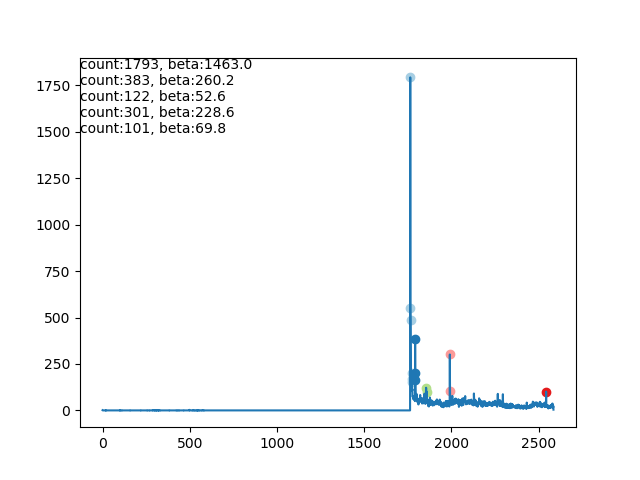 count:1793, beta:1463.0
count:383, beta:260.2
count:122, beta:52.6
count:301, beta:228.6
count:101, beta:69.8
1750
1500
1250
1000
750
500
250
0
0 500 1000 1500 2000 2500